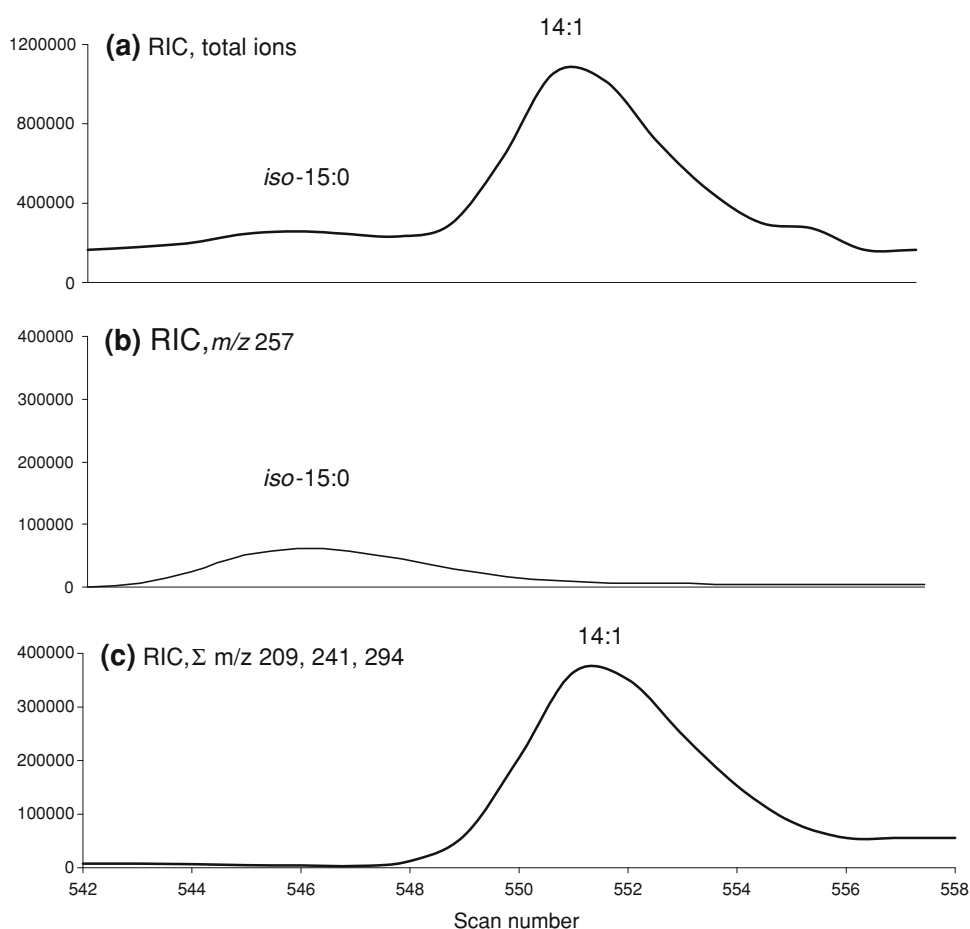 14:1
1200000
(a) RIC, total ions
800000
iso-15:0
400000
0
400000
(b) RIC, m/z 257
300000
200000
iso-15:0
100000
0
14:1
400000
(c) RIC, Σ m/z 209, 241, 294
300000
200000
100000
0
542 544 546 548 550 552 554 556 558
Scan number